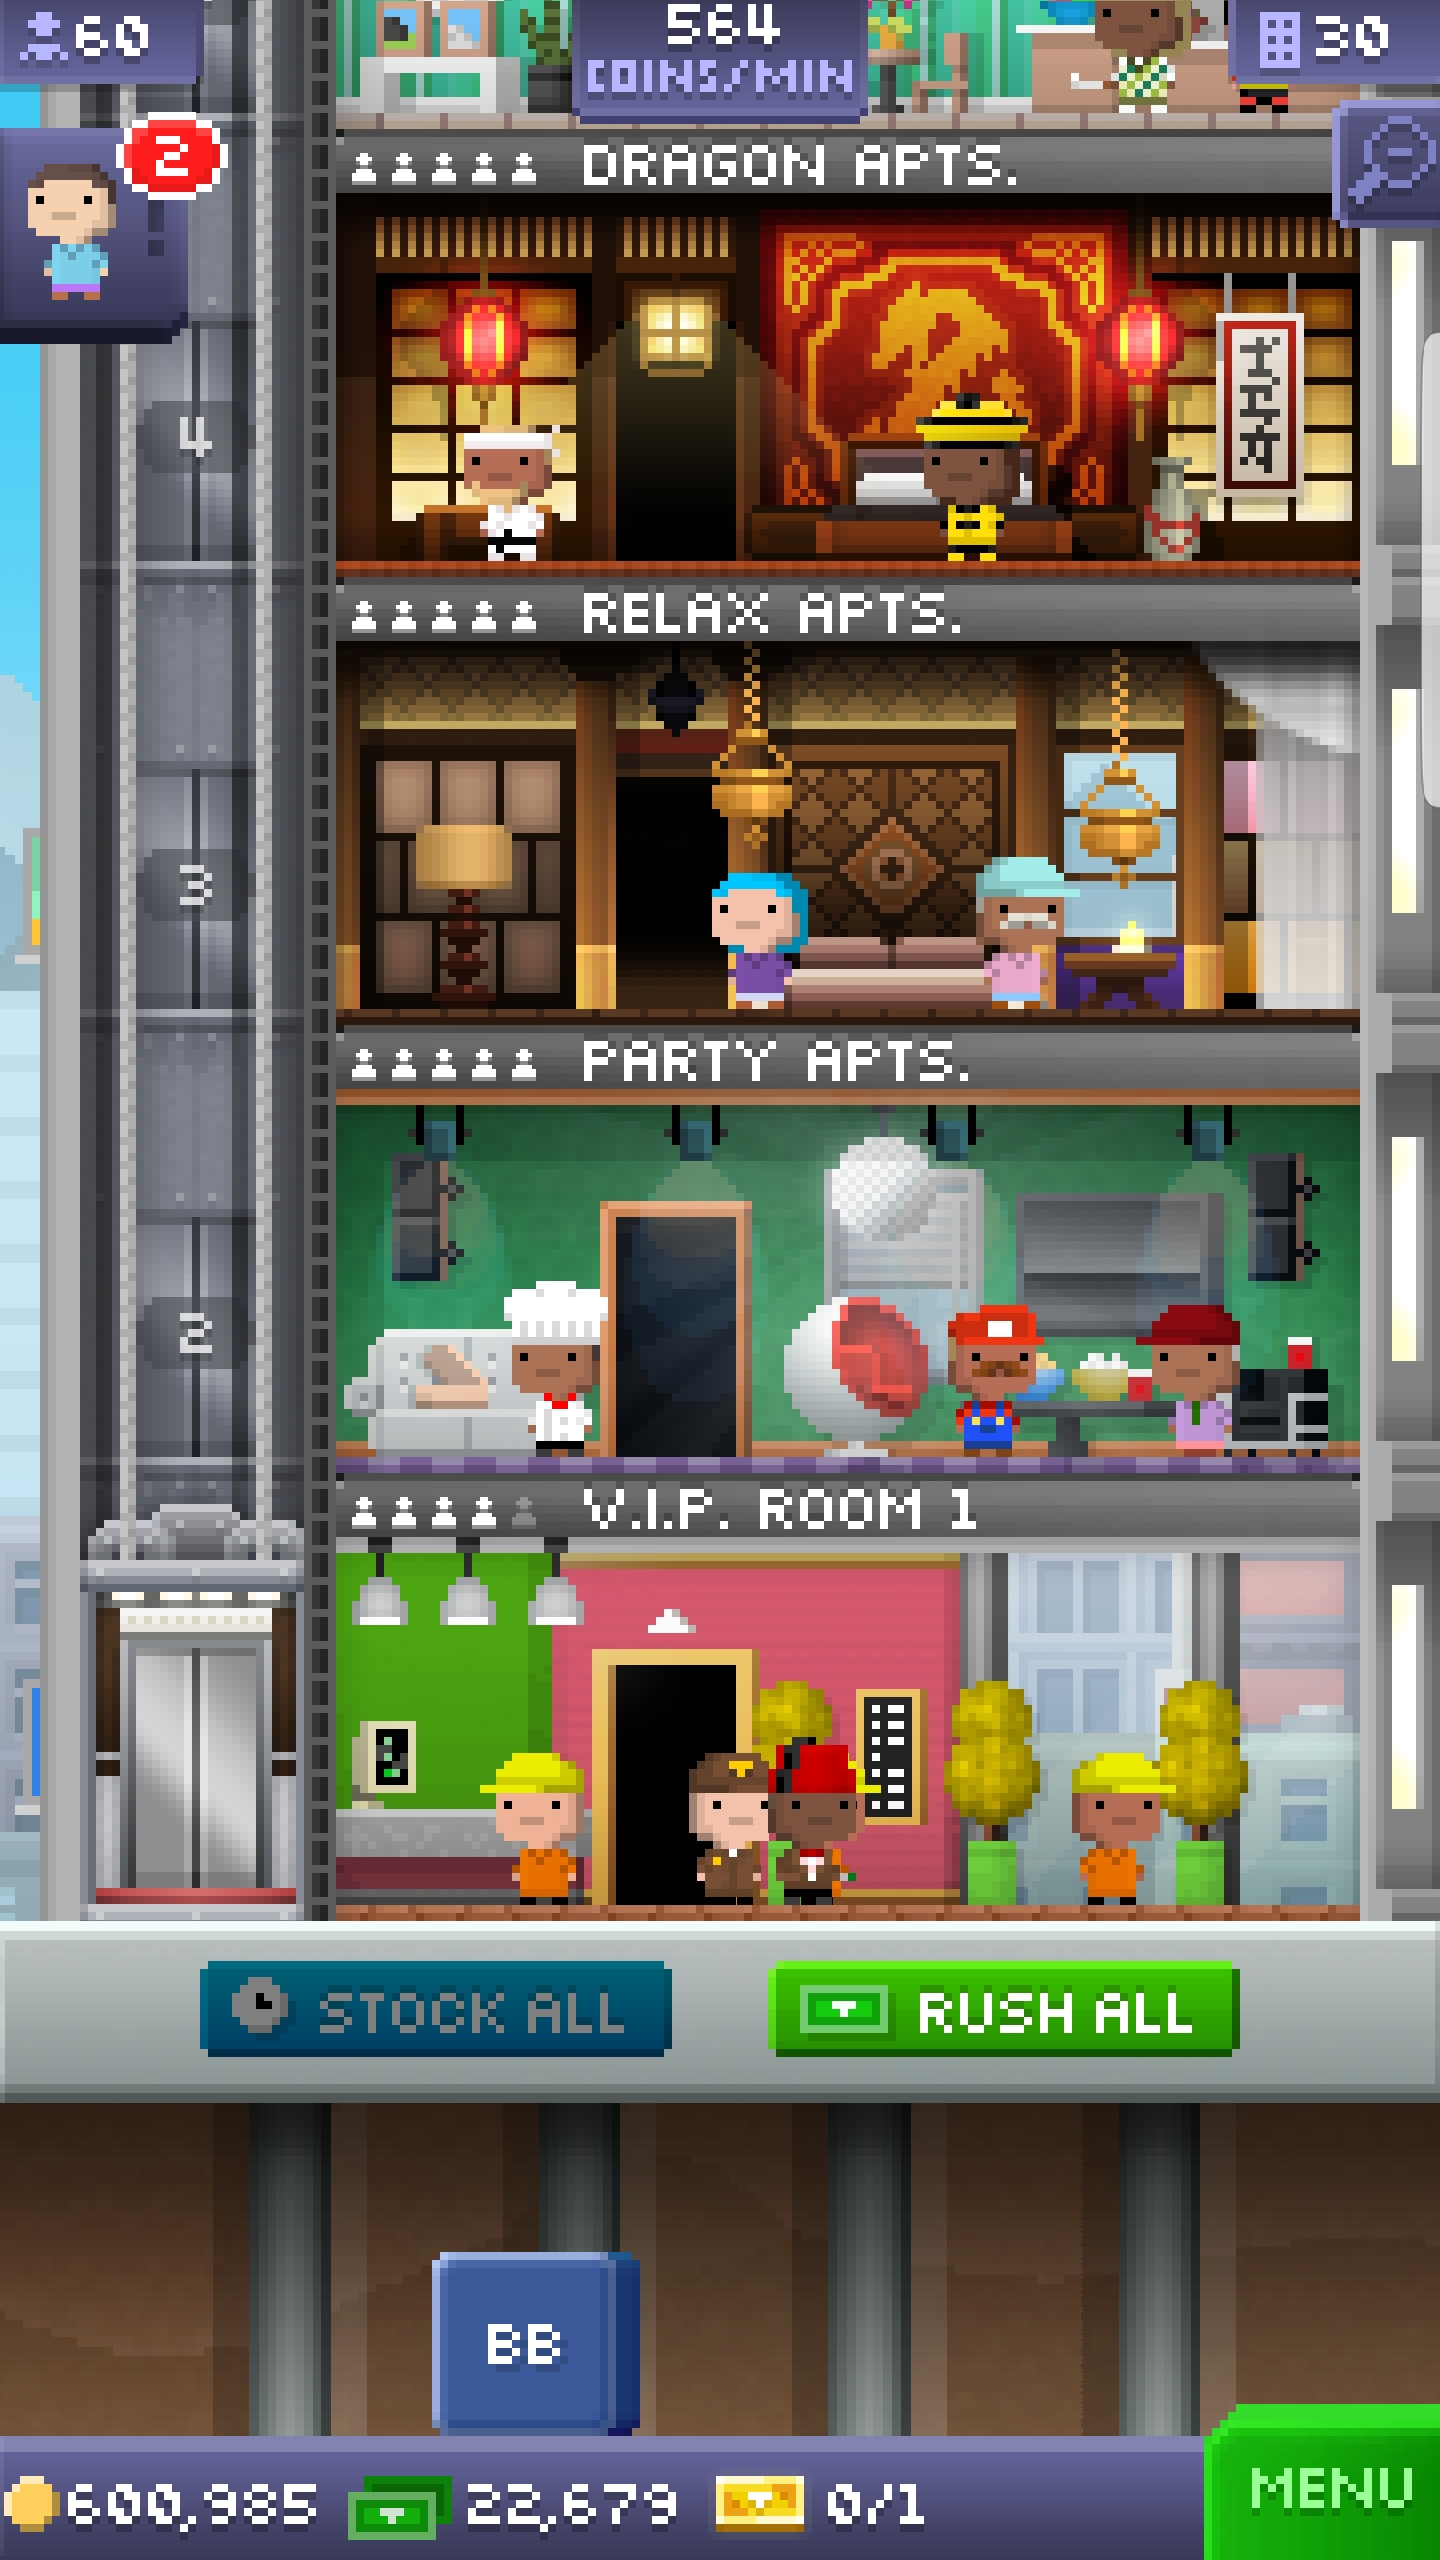 60
564
COINS/MIN
30
2
DRAGON APTS.
4
RELAX APTS.
3
PARTY APTS.
2
V.I.P. ROOM 1
STOCK ALL
RUSH ALL
BB
600,985
22,679
0/1
MENU